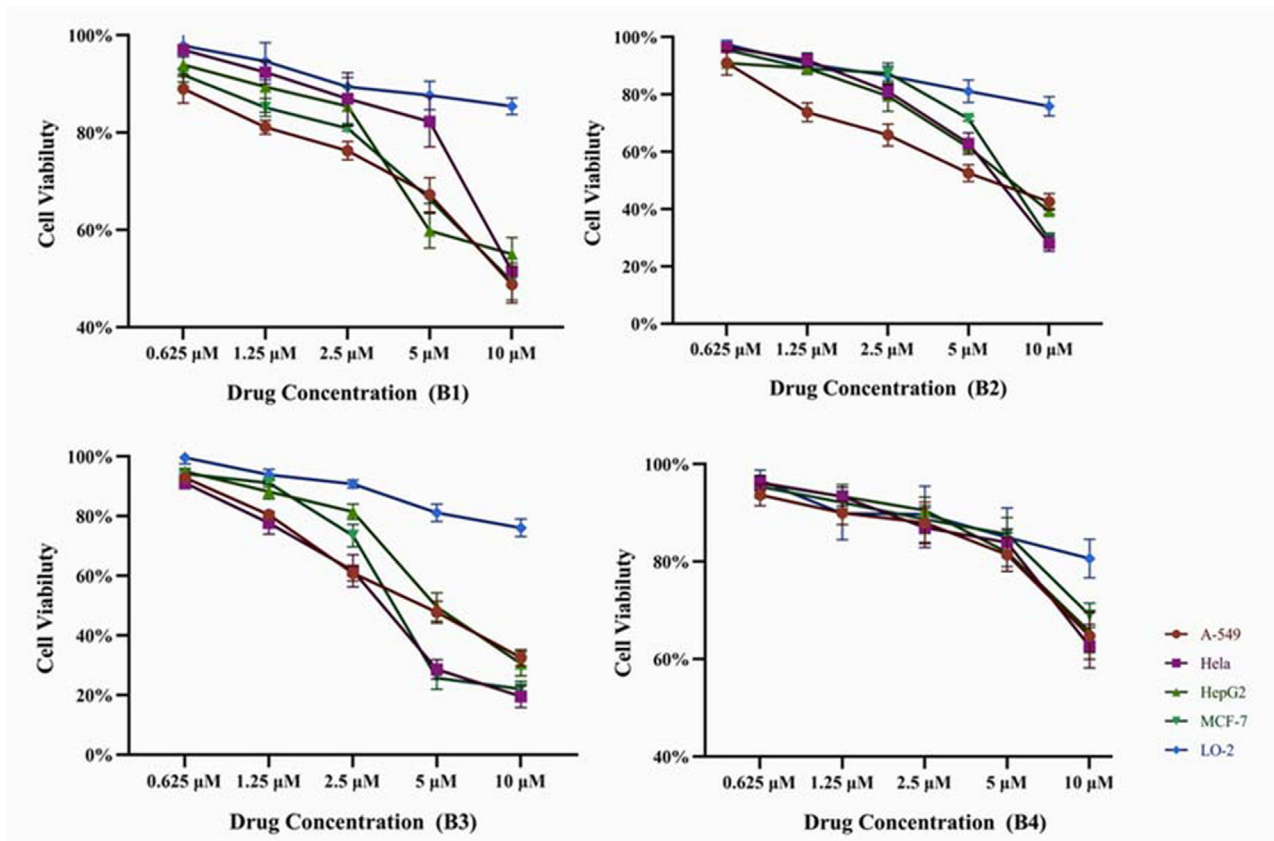 100%
80%
60%
40%
Cell Viabiluty
0.625 μM 1.25 μM 2.5 μM 5 μM 10 μM
Drug Concentration (B1)
100%
80%
60%
40%
20%
0%
Cell Viabiluty
0.625 μM 1.25 μM 2.5 μM 5 μM 10 μM
Drug Concentration (B2)
100%
80%
60%
40%
20%
0%
Cell Viabiluty
0.625 μM 1.25 μM 2.5 μM 5 μM 10 μM
Drug Concentration (B3)
100%
80%
60%
40%
Cell Viabiluty
0.625 μM 1.25 μM 2.5 μM 5 μM 10 μM
Drug Concentration (B4)
A-549
Hela
HepG2
MCF-7
LO-2